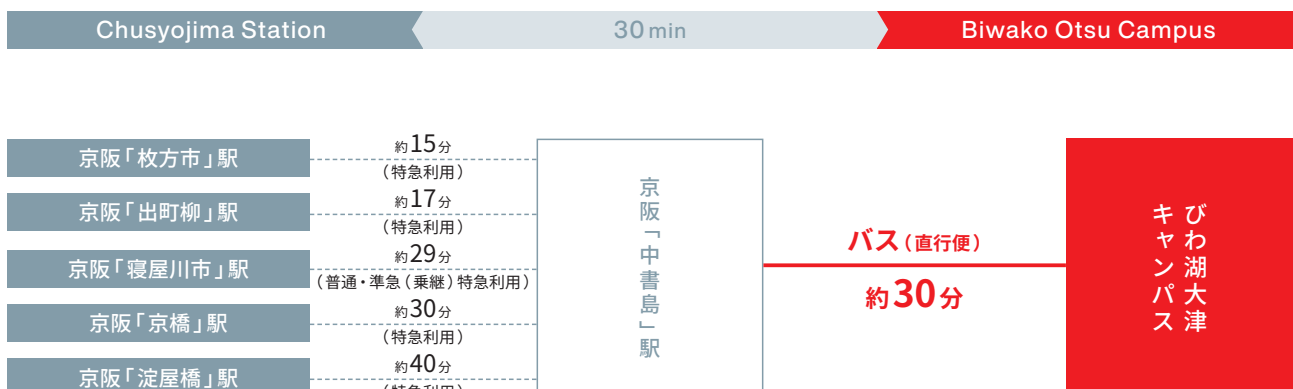 Chusyojima Station
30 min
Biwako Otsu Campus
京阪「枚方市」駅
約15分
(特急利用)
京阪「出町柳」駅
約17分
(特急利用)
京阪「寝屋川市」駅
約29分
(普通・準急(乗継)特急利用)
京阪「京橋」駅
約30分
(特急利用)
京阪「淀屋橋」駅
約40分
(特急利用)
京阪「中書島」駅
バス(直行便)
約30分
びわ湖大津
キャンパス